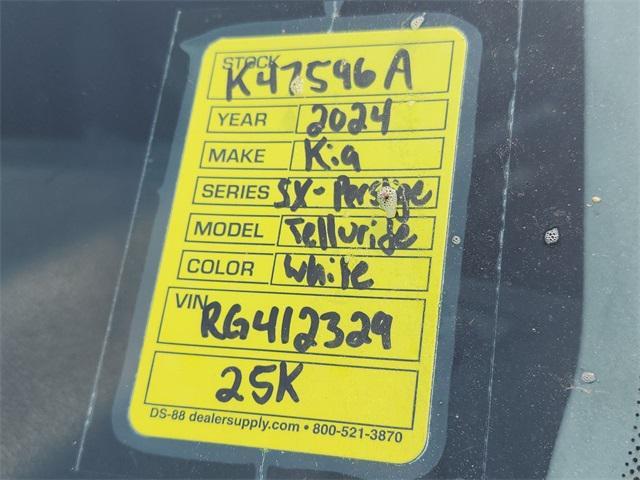 STOCK K47596A
YEAR 2024
MAKE Kia
SERIES SX-Perstige
MODEL Telluride
COLOR White
VIN RG412329
25K
DS-88 dealersupply.com • 800-521-3870